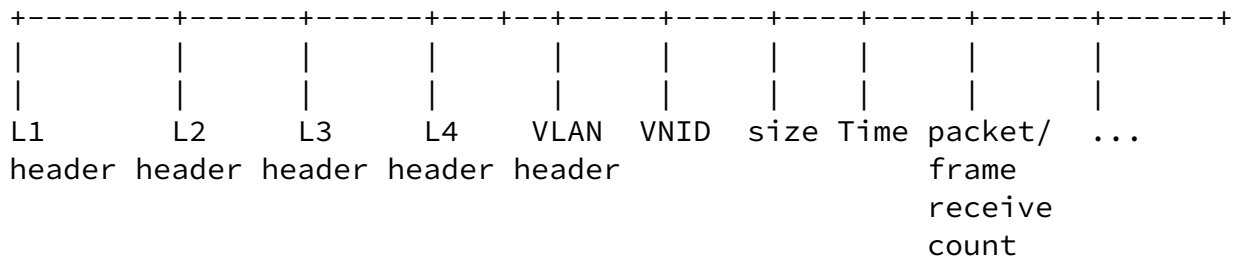 +--------+------+------+---+--+-----+-----+----+-----+------+------+
|        |      |      |      |     |     |    |     |      |
|        |      |      |      |     |     |    |     |      |
L1       L2     L3     L4    VLAN  VNID  size Time packet/  ...
header header header header header                 frame
                                                   receive
                                                   count